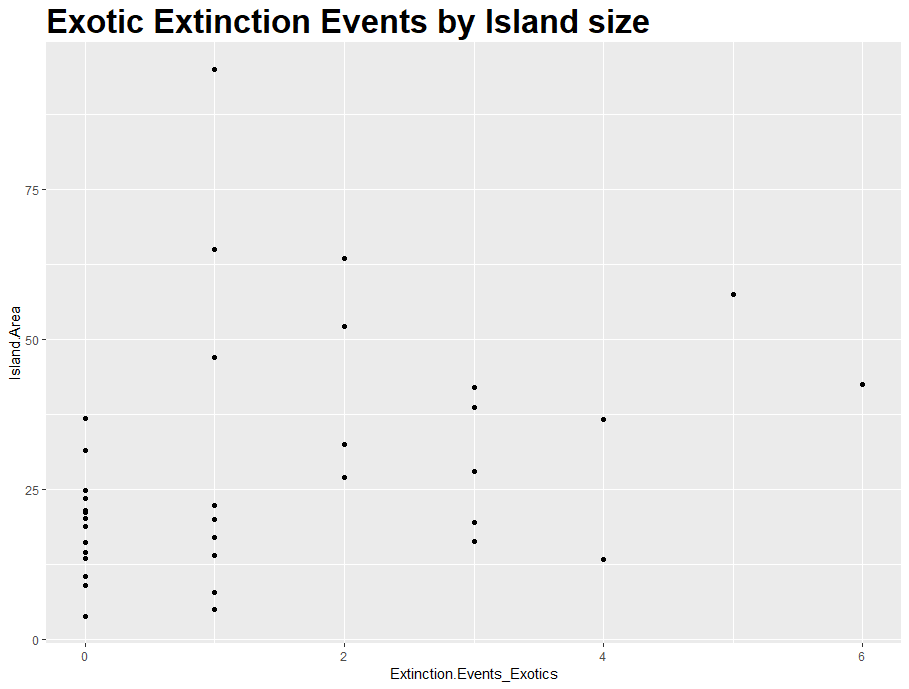 Exotic Extinction Events by Island size
Island.Area
75
50
25
0
0 2 4 6
Extinction.Events_Exotics